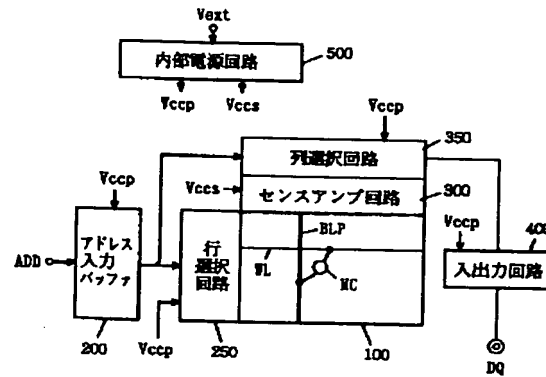 Vext
内部電源回路
500
Vccp
Vccs
Vccp
350
列選択回路
Vccp
Vccs
センスアンプ回路
300
Vccp
400
ADD
アドレス
入力
バッファ
行
選択
回路
BLP
WL
MC
入出力回路
200
Vccp
250
100
DQ